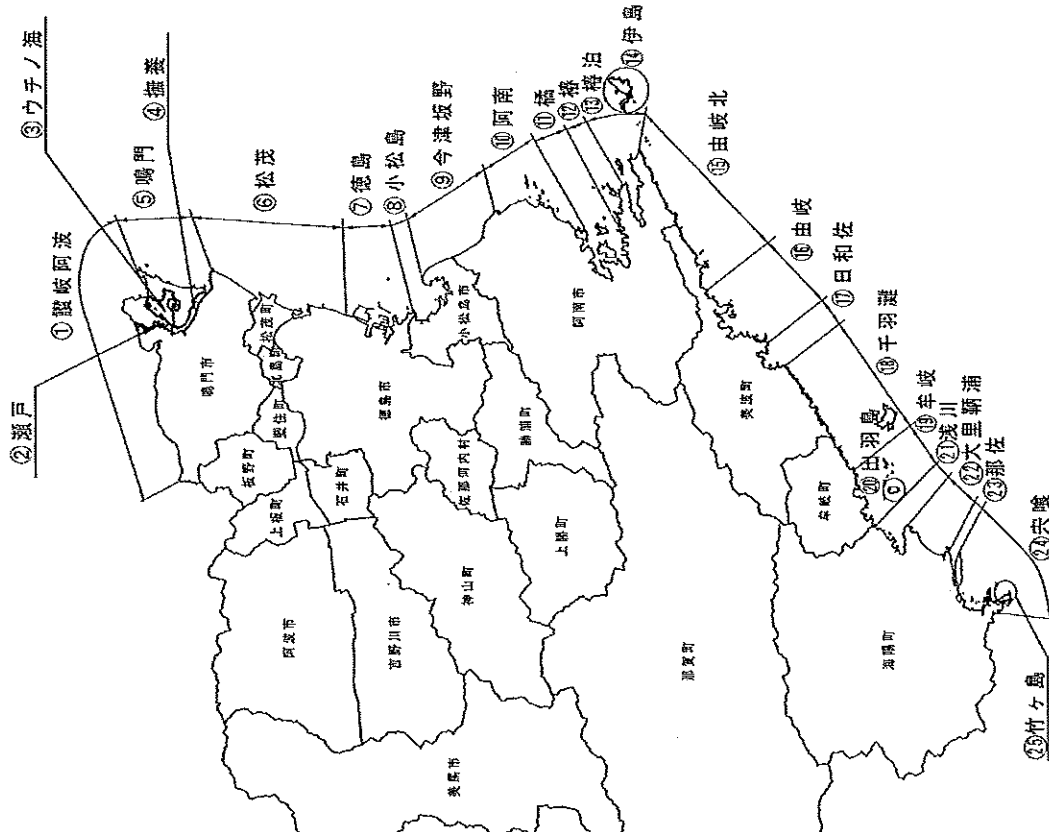 ①讃岐阿波
②瀬戸
③ウチノ海
④撫養
⑤鳴門
⑥松茂
⑦徳島
⑧小松島
⑨今津坂野
⑩阿南
⑪橘
⑫椿
⑬椿泊
⑭伊島
⑮由岐北
⑯由岐
⑰日和佐
⑱千羽灘
⑲牟岐
⑳出羽島
㉑浅川
㉒大里鞆浦
㉓那佐
㉔宍喰
㉕竹ヶ島
鳴門市
松茂町
北島町
藍住町
板野町
上板町
石井町
徳島市
小松島市
阿波市
吉野川市
神山町
佐那河内村
勝浦町
上勝町
阿南市
美馬市
那賀町
美波町
牟岐町
海陽町